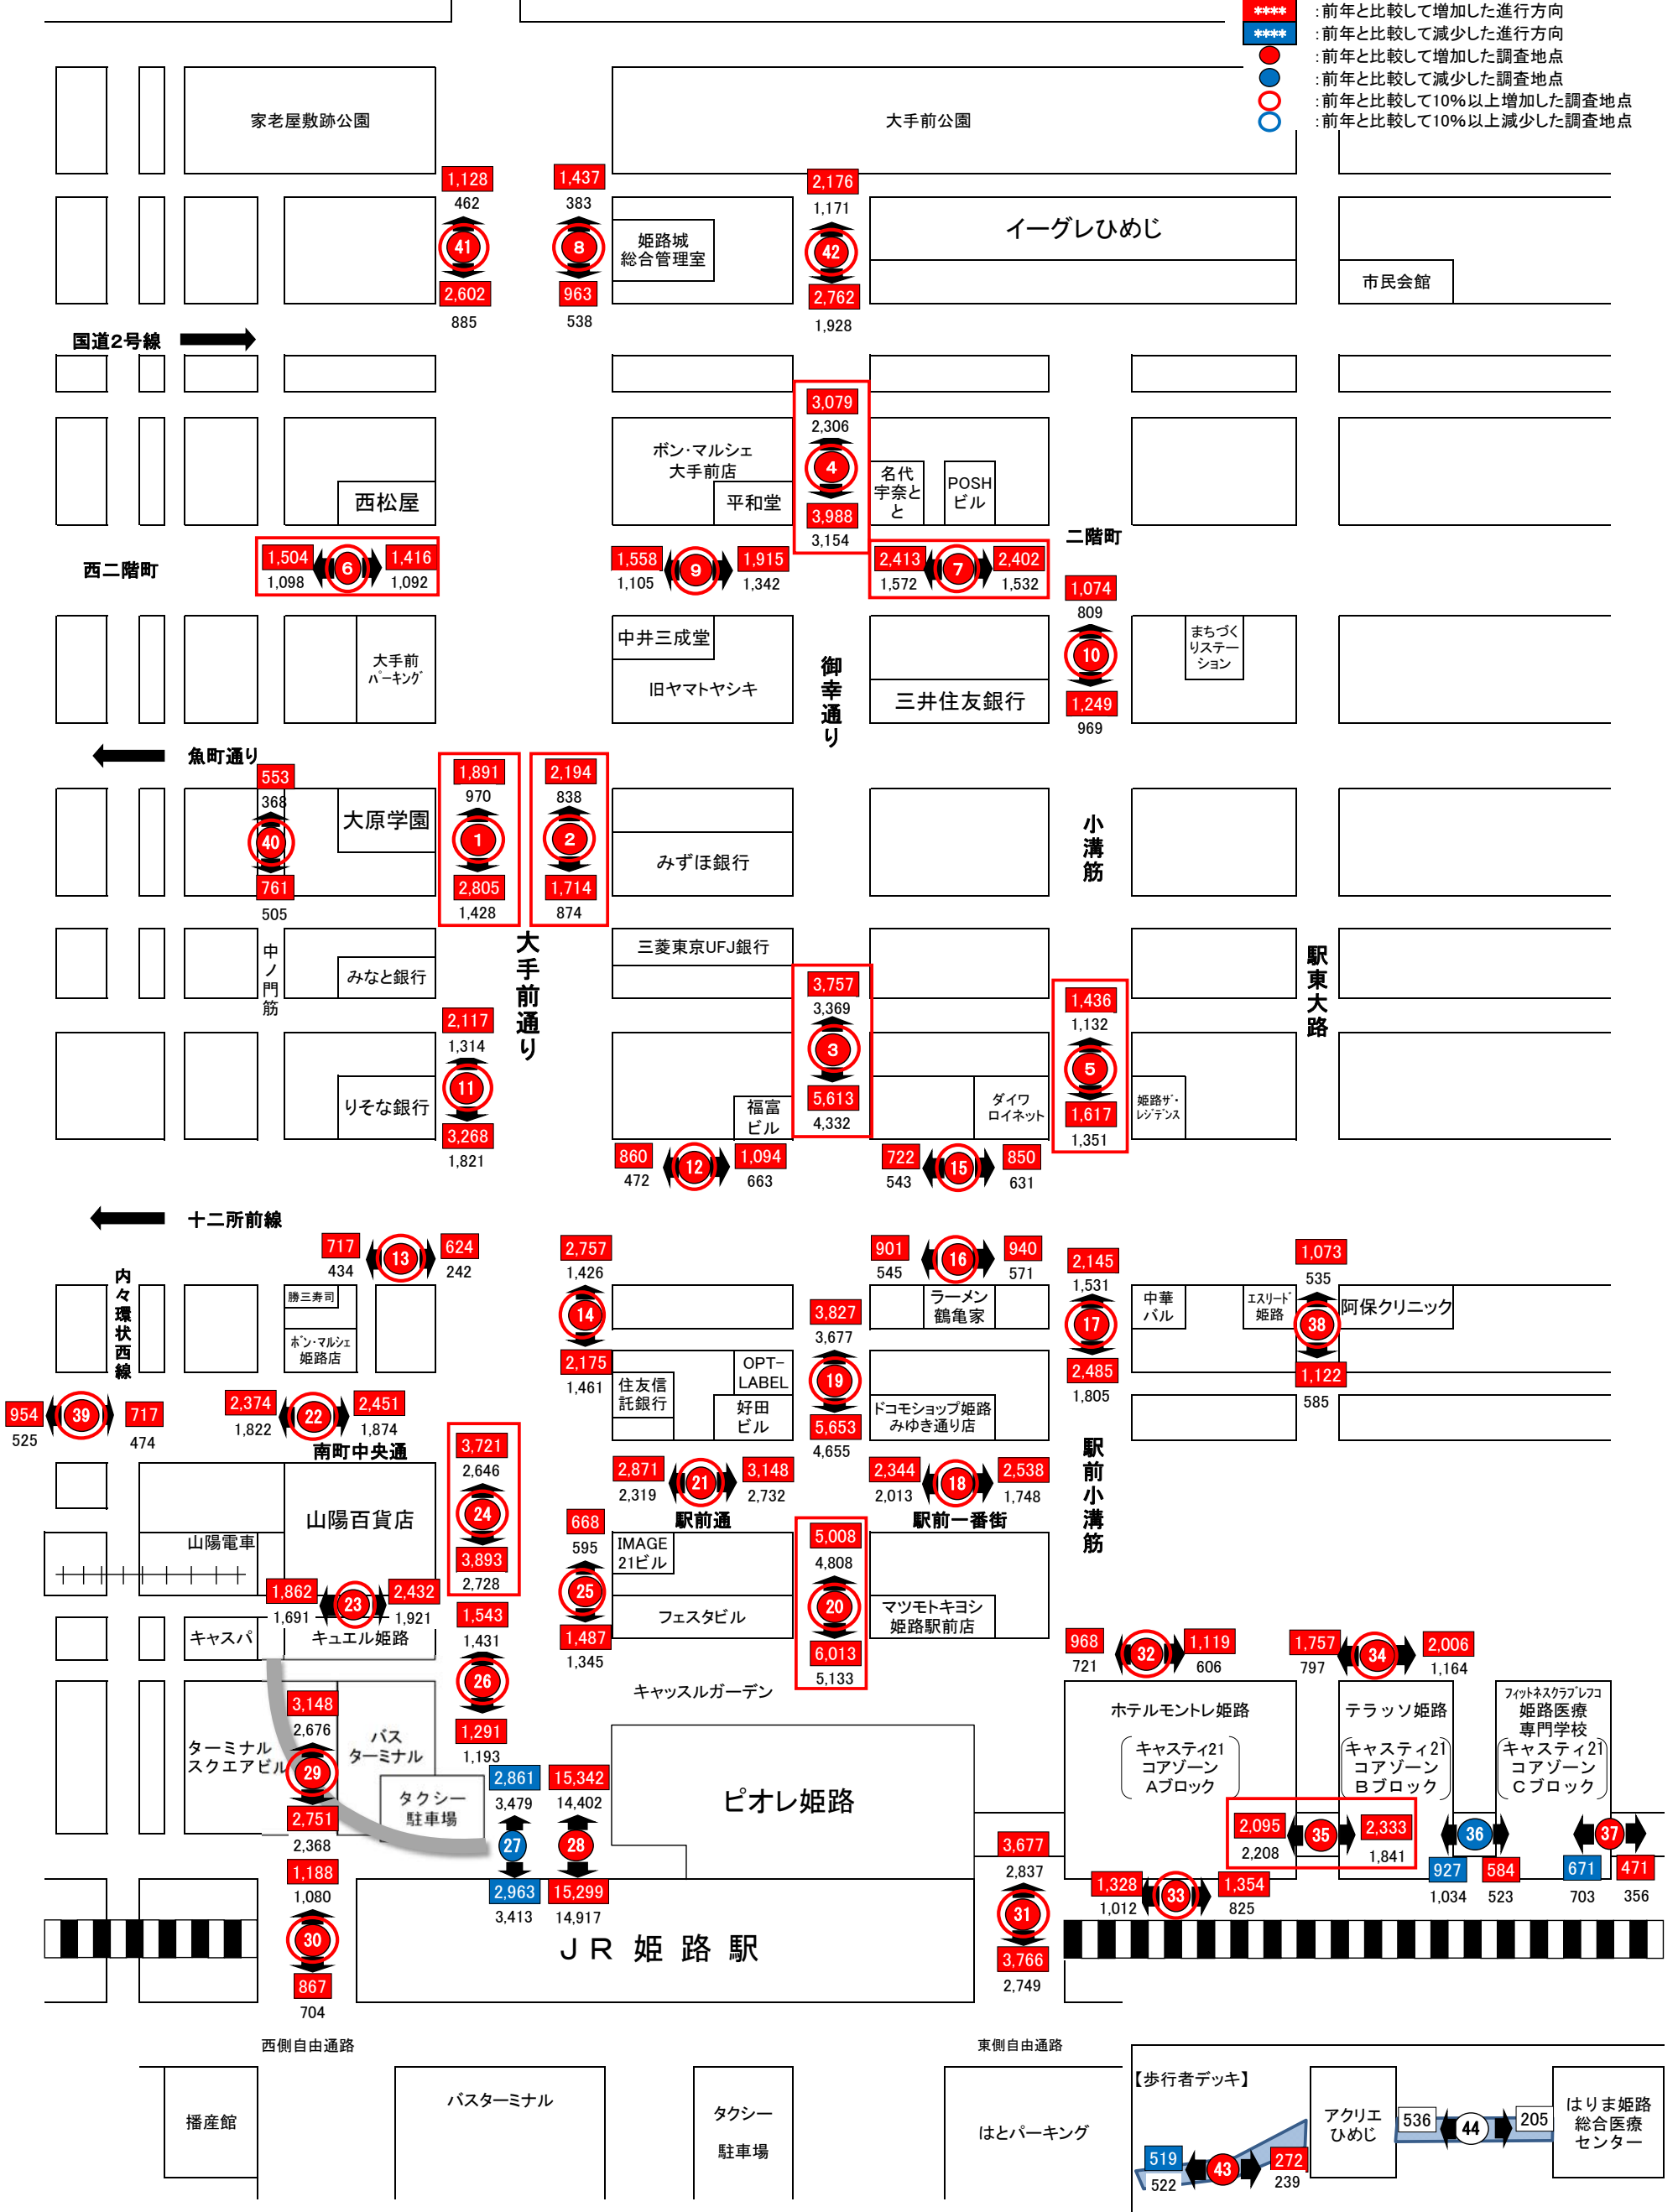 **** :前年と比較して増加した進行方向
**** :前年と比較して減少した進行方向
:前年と比較して増加した調査地点
:前年と比較して減少した調査地点
:前年と比較して10%以上増加した調査地点
:前年と比較して10%以上減少した調査地点
家老屋敷跡公園
大手前公園
1,128
462
41
2,602
885
1,437
383
8
963
538
姫路城
総合管理室
2,176
1,171
42
2,762
1,928
イーグレひめじ
市民会館
国道2号線
西松屋
ボン・マルシェ
大手前店
平和堂
3,079
2,306
4
3,988
3,154
名代
宇奈と
と
POSH
ビル
二階町
西二階町
1,504
1,098
6
1,416
1,092
1,558
1,105
9
1,915
1,342
2,413
1,572
7
2,402
1,532
1,074
809
10
1,249
969
大手前
パーキング
中井三成堂
旧ヤマトヤシキ
御幸通り
三井住友銀行
まちづく
りステー
ション
魚町通り
553
368
40
761
505
大原学園
1,891
970
1
2,805
1,428
2,194
838
2
1,714
874
みずほ銀行
小溝筋
中ノ門筋
みなと銀行
大手前通り
三菱東京UFJ銀行
駅東大路
2,117
1,314
11
3,268
1,821
りそな銀行
福富
ビル
3,757
3,369
3
5,613
4,332
ダイワ
ロイネット
1,436
1,132
5
1,617
1,351
姫路ザ・
レジデンス
860
472
12
1,094
663
722
543
15
850
631
十二所前線
717
434
13
624
242
内々環状西線
勝三寿司
ボン・マルシェ
姫路店
2,757
1,426
14
2,175
1,461
901
545
16
940
571
ラーメン
鶴亀家
2,145
1,531
17
2,485
1,805
中華
バル
エスリード
姫路
1,073
535
38
1,122
585
阿保クリニック
住友信
託銀行
OPT-
LABEL
好田
ビル
3,827
3,677
19
5,653
4,655
ドコモショップ姫路
みゆき通り店
954
525
39
717
474
2,374
1,822
22
2,451
1,874
南町中央通
3,721
2,646
24
3,893
2,728
2,871
2,319
21
3,148
2,732
駅前通
2,344
2,013
18
2,538
1,748
駅前一番街
駅前小溝筋
山陽百貨店
山陽電車
668
595
25
1,487
1,345
IMAGE
21ビル
フェスタビル
5,008
4,808
20
6,013
5,133
マツモトキヨシ
姫路駅前店
1,862
1,691
23
2,432
1,921
キャスパ
キュエル姫路
1,543
1,431
26
1,291
1,193
キャッスルガーデン
968
721
32
1,119
606
1,757
797
34
2,006
1,164
3,148
2,676
29
2,751
2,368
ターミナル
スクエアビル
バス
ターミナル
タクシー
駐車場
2,861
3,479
27
2,963
3,413
15,342
14,402
28
15,299
14,917
ピオレ姫路
ホテルモントレ姫路
キャスティ21
コアゾーン
Aブロック
テラッソ姫路
キャスティ21
コアゾーン
Bブロック
フィットネスクラブレフコ
姫路医療
専門学校
キャスティ21
コアゾーン
Cブロック
2,095
2,208
35
2,333
1,841
36
927
1,034
584
523
37
671
703
471
356
1,188
1,080
30
867
704
JR姫路駅
3,677
2,837
31
3,766
2,749
1,328
1,012
33
1,354
825
西側自由通路
東側自由通路
播産館
バスターミナル
タクシー
駐車場
はとパーキング
【歩行者デッキ】
519
522
43
272
239
アクリエ
ひめじ
536
44
205
はりま姫路
総合医療
センター